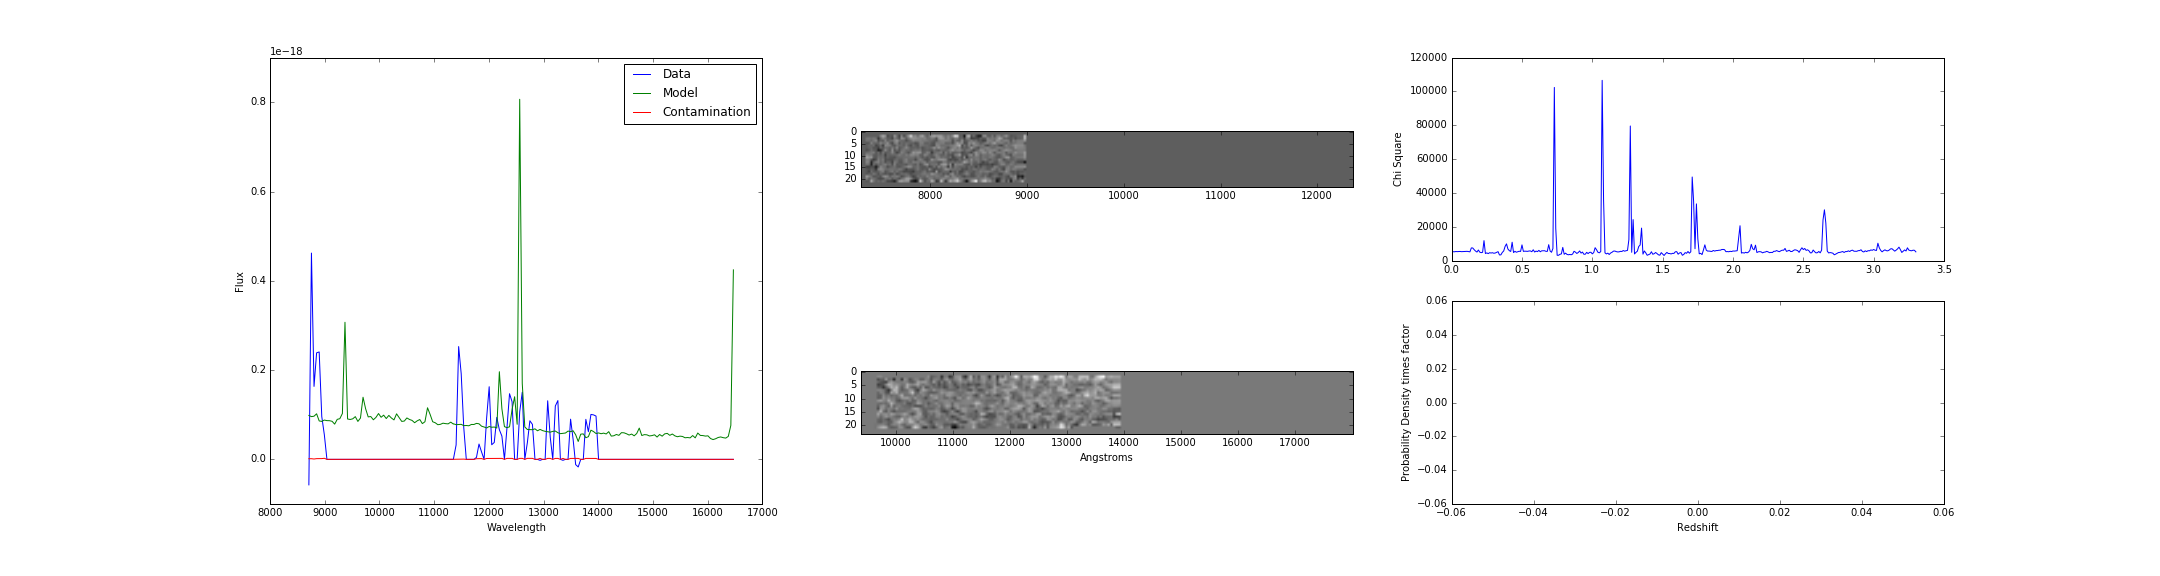 1e−18
0.8
0.6
0.4
0.2
0.0
Flux
Data
Model
Contamination
8000 9000 10000 11000 12000 13000 14000 15000 16000 17000
Wavelength
0
5
10
15
20
8000 9000 10000 11000 12000
0
5
10
15
20
10000 11000 12000 13000 14000 15000 16000 17000
Angstroms
120000
100000
80000
60000
40000
20000
0
Chi Square
0.0 0.5 1.0 1.5 2.0 2.5 3.0 3.5
0.06
0.04
0.02
0.00
−0.02
−0.04
−0.06
Probability Density times factor
−0.06 −0.04 −0.02 0.00 0.02 0.04 0.06
Redshift